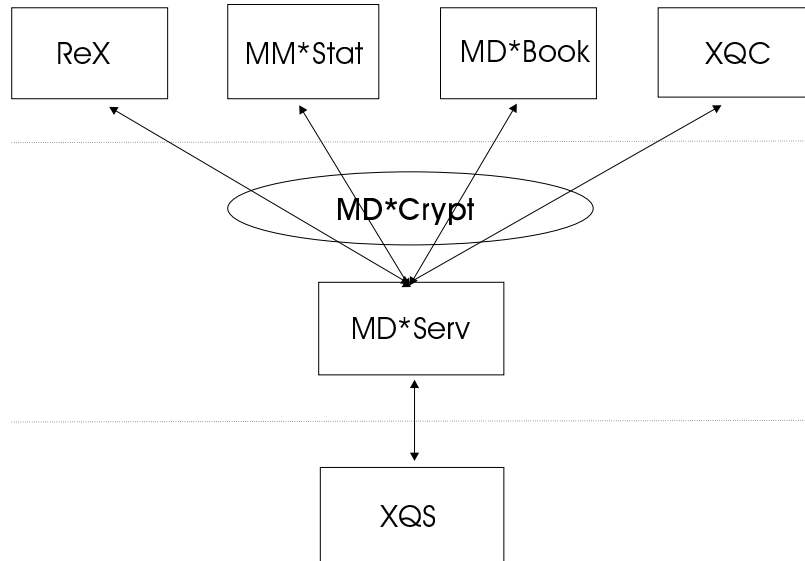 ReX
MM*Stat
MD*Book
XQC
MD*Crypt
MD*Serv
XQS